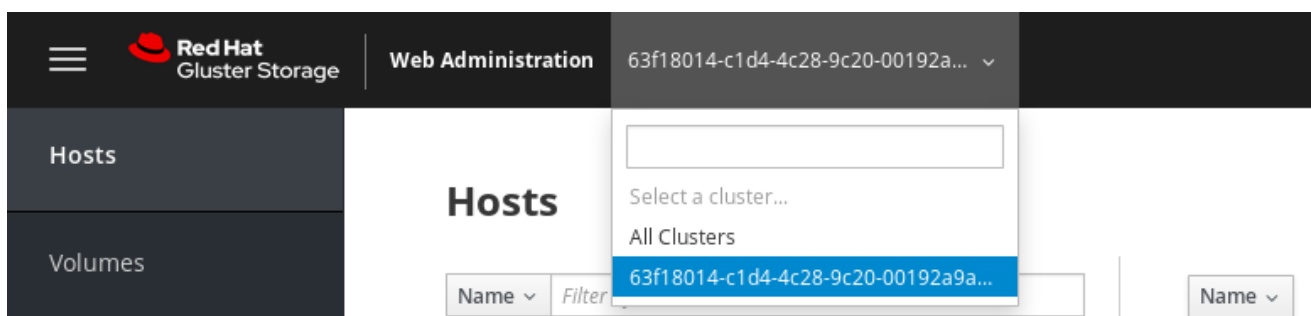 Red Hat
Gluster Storage
Web Administration
63f18014-c1d4-4c28-9c20-00192a...
Hosts
Volumes
Hosts
Select a cluster...
All Clusters
63f18014-c1d4-4c28-9c20-00192a9a...
Name
Filter
Name